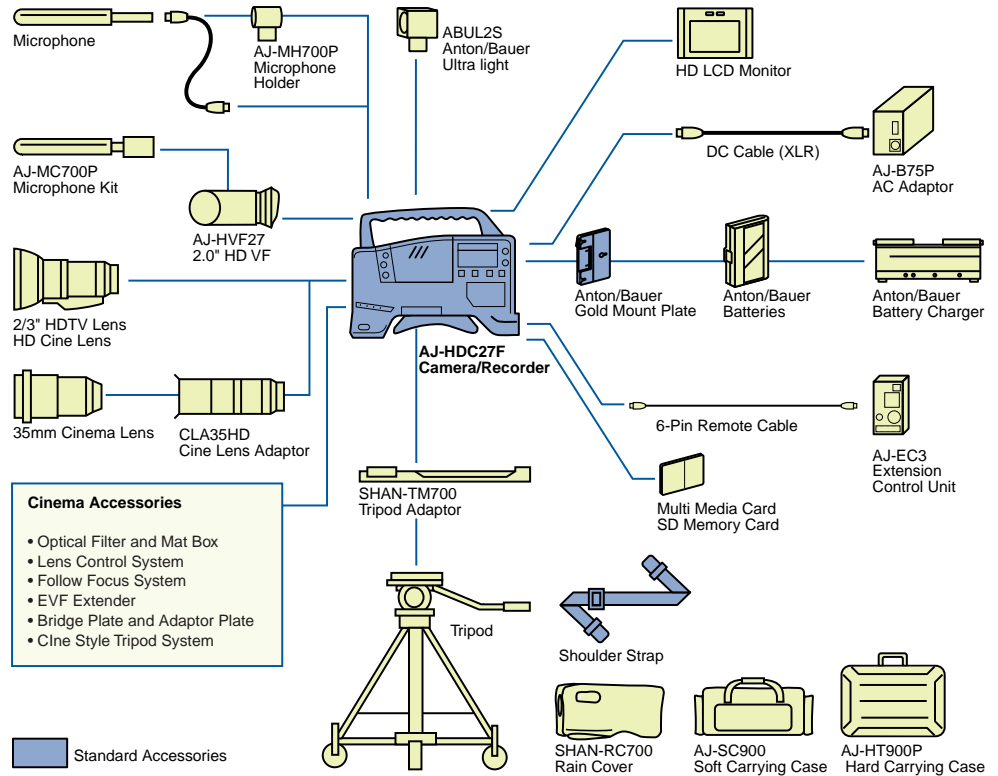 Microphone
AJ-MH700P
Microphone
Holder
ABUL2S
Anton/Bauer
Ultra light
HD LCD Monitor
DC Cable (XLR)
AJ-B75P
AC Adaptor
AJ-MC700P
Microphone Kit
AJ-HVF27
2.0" HD VF
2/3" HDTV Lens
HD Cine Lens
Anton/Bauer
Gold Mount Plate
Anton/Bauer
Batteries
Anton/Bauer
Battery Charger
AJ-HDC27F
Camera/Recorder
35mm Cinema Lens
CLA35HD
Cine Lens Adaptor
6-Pin Remote Cable
AJ-EC3
Extension
Control Unit
SHAN-TM700
Tripod Adaptor
Multi Media Card
SD Memory Card
Cinema Accessories
• Optical Filter and Mat Box
• Lens Control System
• Follow Focus System
• EVF Extender
• Bridge Plate and Adaptor Plate
• CIne Style Tripod System
Tripod
Shoulder Strap
Standard Accessories
SHAN-RC700
Rain Cover
AJ-SC900
Soft Carrying Case
AJ-HT900P
Hard Carrying Case